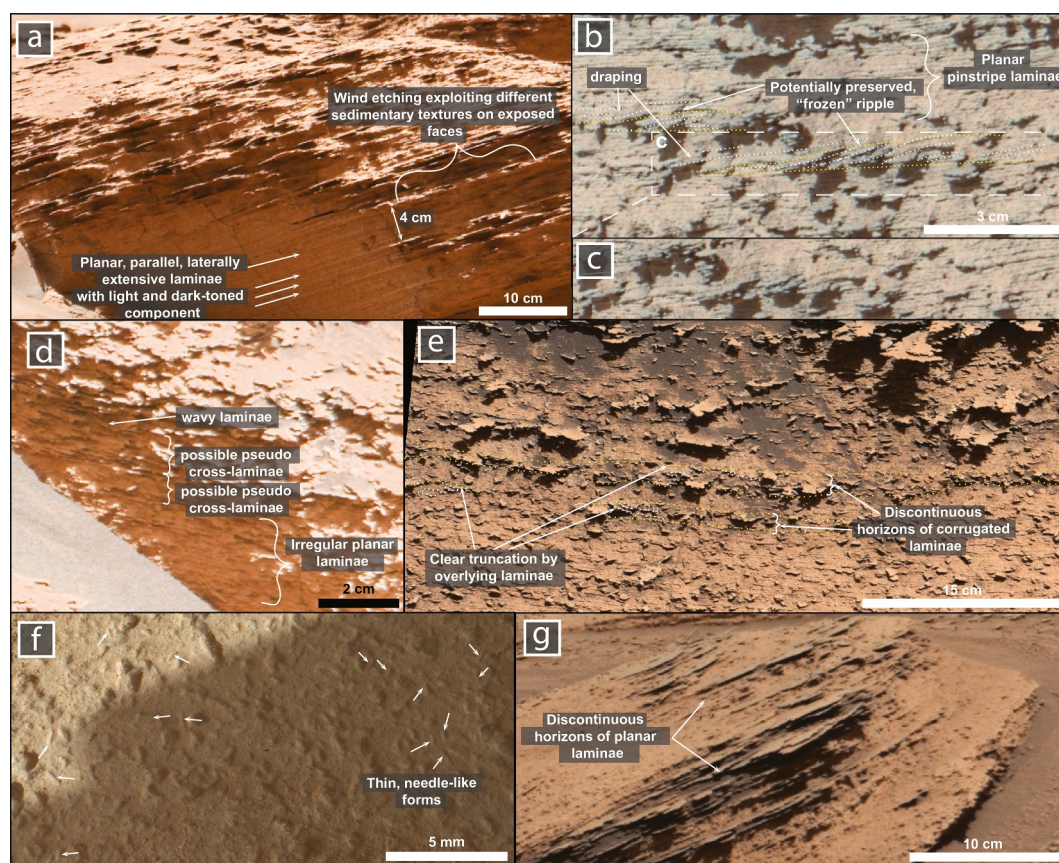 a
Wind etching exploiting different
sedimentary textures on exposed
faces
4 cm
Planar, parallel, laterally
extensive laminae
with light and dark-toned
component
10 cm
b
draping
Potentially preserved,
“frozen” ripple
Planar
pinstripe laminae
C
3 cm
c
d
wavy laminae
possible pseudo
cross-laminae
possible pseudo
cross-laminae
Irregular planar
laminae
2 cm
e
Clear truncation by
overlying laminae
Discontinuous
horizons of corrugated
laminae
15 cm
f
Thin, needle-like
forms
5 mm
g
Discontinuous
horizons of planar
laminae
10 cm